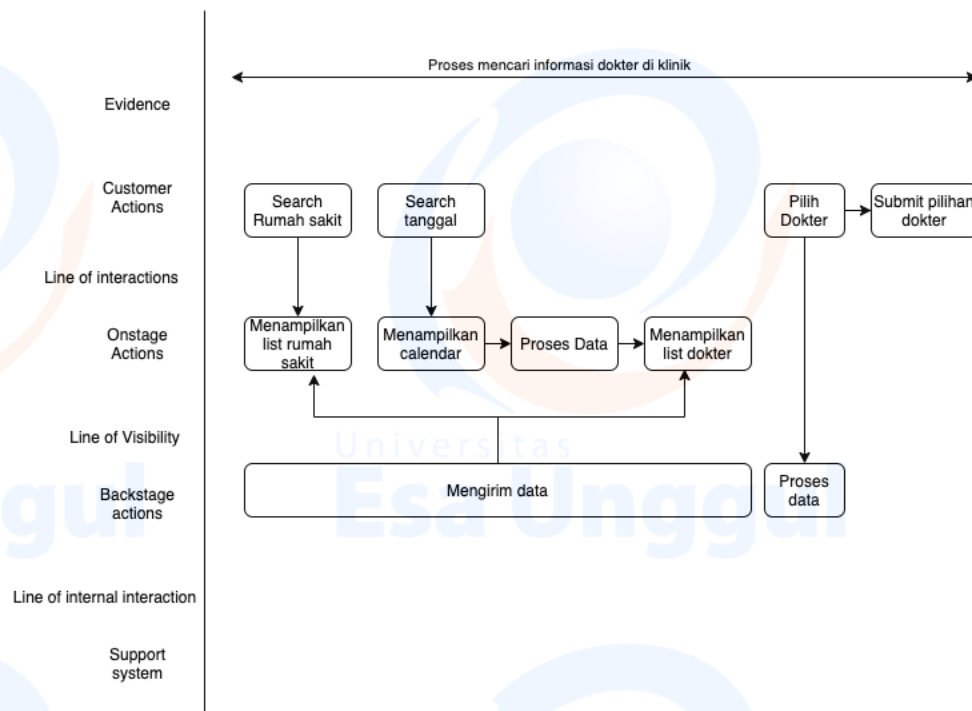 Proses mencari informasi dokter di klinik
Evidence
Customer
Actions
Search
Rumah sakit
Search
tanggal
Pilih
Dokter
Submit pilihan
dokter
Line of interactions
Onstage
Actions
Menampilkan
list rumah
sakit
Menampilkan
calendar
Proses Data
Menampilkan
list dokter
Line of Visibility
Universitas
Esa Unggul
ggul
Backstage
actions
Mengirim data
Proses
data
Line of internal interaction
Support
system